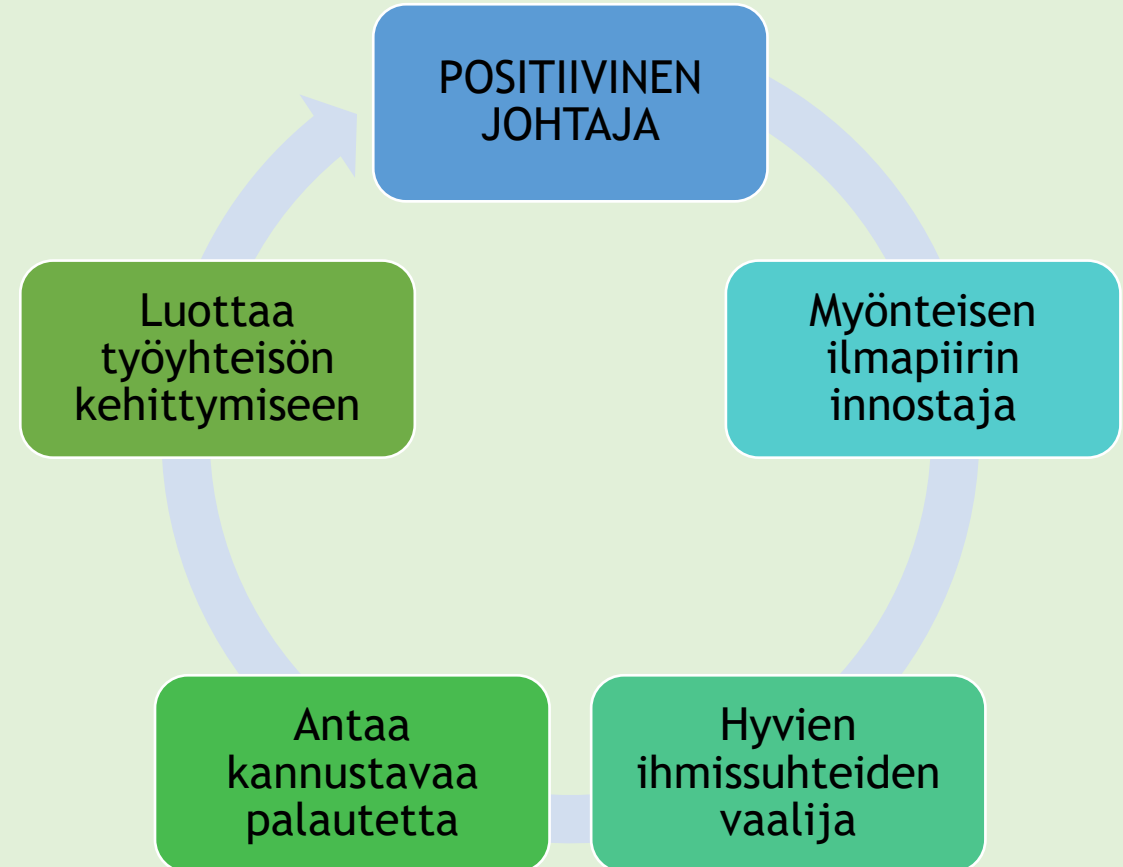 POSITIIVINEN
JOHTAJA
Myönteisen
ilmapiirin
innostaja
Hyvien
ihmissuhteiden
vaalija
Antaa
kannustavaa
palautetta
Luottaa
työyhteisön
kehittymiseen